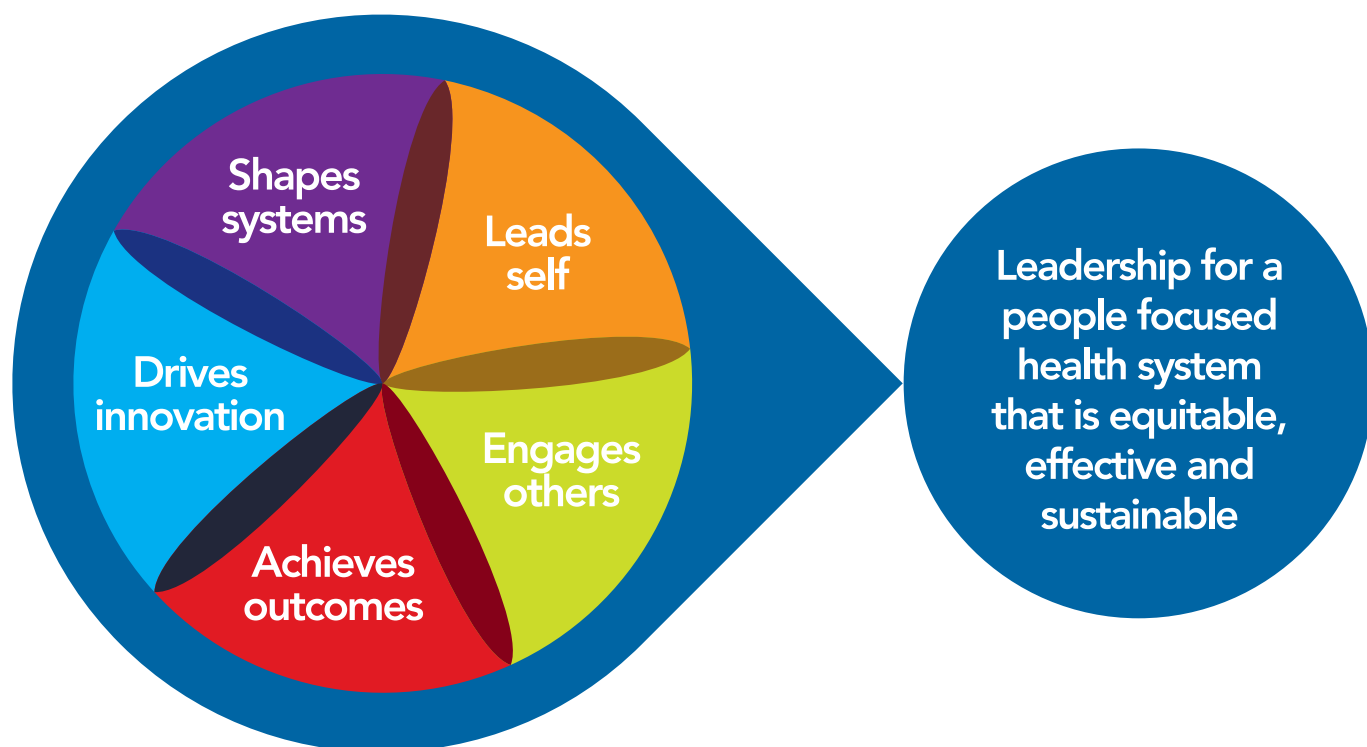 Shapes
systems
Leads
self
Engages
others
Achieves
outcomes
Drives
innovation
Leadership for a
people focused
health system
that is equitable,
effective and
sustainable